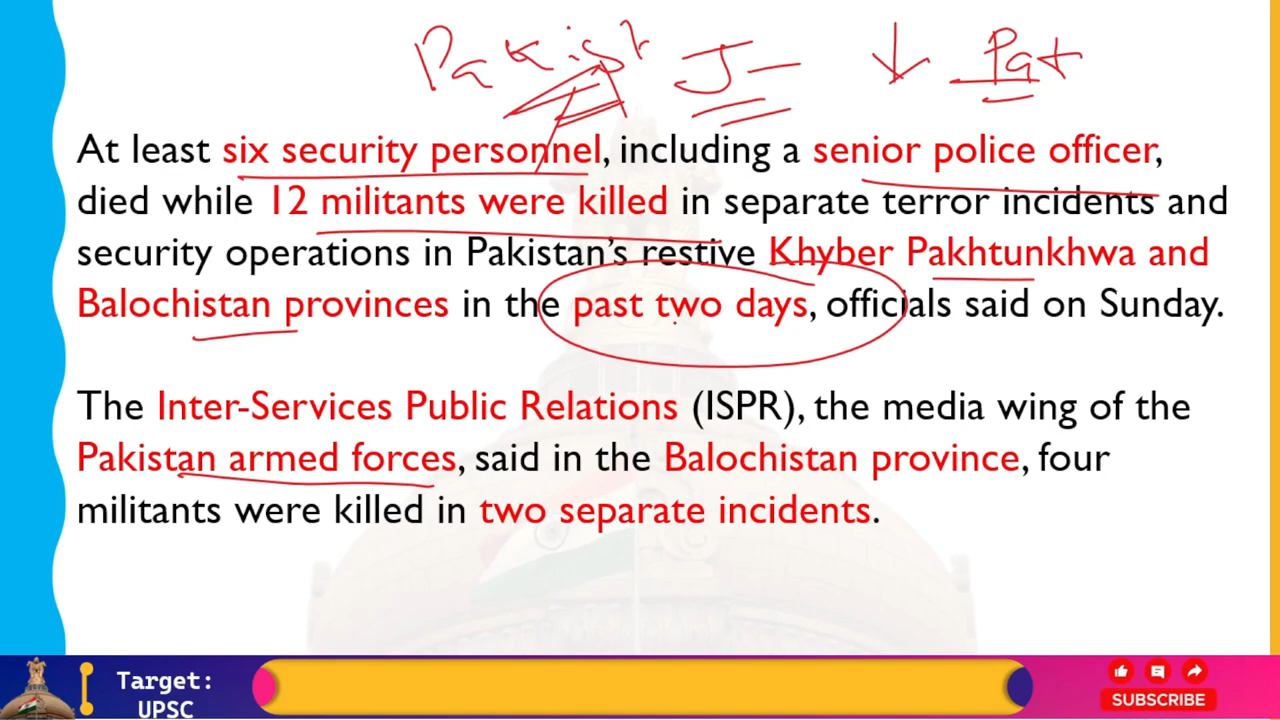 Pakist J- ↓ Pak
At least six security personnel, including a senior police officer,
died while 12 militants were killed in separate terror incidents and
security operations in Pakistan's restive Khyber Pakhtunkhwa and
Balochistan provinces in the past two days, officials said on Sunday.
The Inter-Services Public Relations (ISPR), the media wing of the
Pakistan armed forces, said in the Balochistan province, four
militants were killed in two separate incidents.
Target:
UPSC
SUBSCRIBE